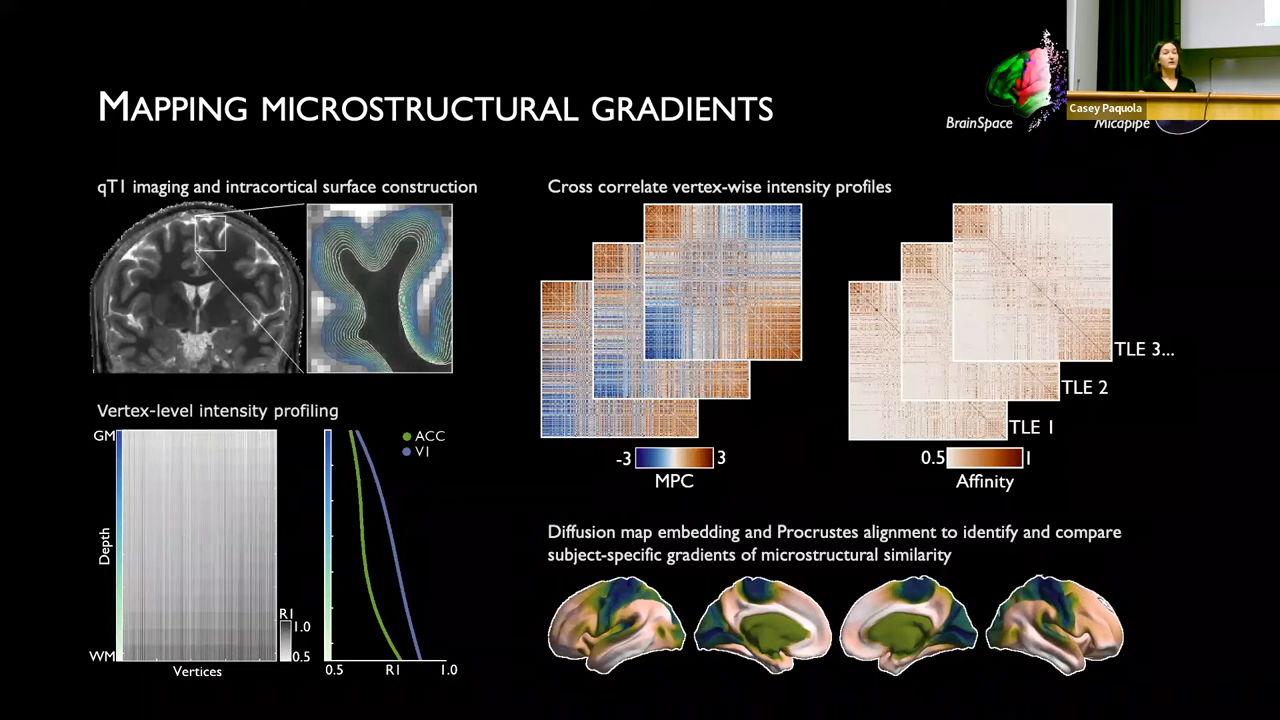 MAPPING MICROSTRUCTURAL GRADIENTS
BrainSpace
Casey Paquola
Micapipe
qT1 imaging and intracortical surface construction
Cross correlate vertex-wise intensity profiles
TLE 3...
TLE 2
TLE 1
-3
3
MPC
0.5
1
Affinity
Vertex-level intensity profiling
GM
Depth
WM
Vertices
R1
1.0
0.5
ACC
V1
0.5
R1
1.0
Diffusion map embedding and Procrustes alignment to identify and compare
subject-specific gradients of microstructural similarity